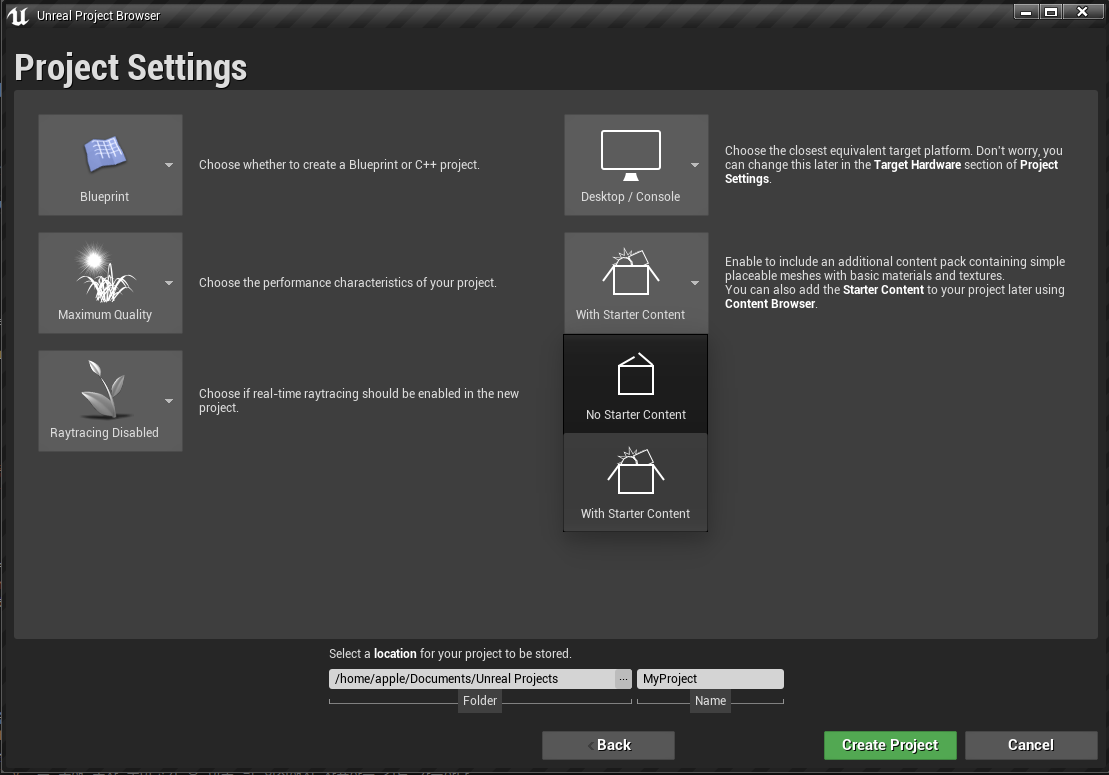 Unreal Project Browser
Project Settings
Blueprint
Choose whether to create a Blueprint or C++ project.
Desktop / Console
Choose the closest equivalent target platform. Don't worry, you
can change this later in the Target Hardware section of Project
Settings.
Maximum Quality
Choose the performance characteristics of your project.
With Starter Content
Enable to include an additional content pack containing simple
placeable meshes with basic materials and textures.
You can also add the Starter Content to your project later using
Content Browser.
Raytracing Disabled
Choose if real-time raytracing should be enabled in the new
project.
No Starter Content
With Starter Content
Select a location for your project to be stored.
/home/apple/Documents/Unreal Projects
...
MyProject
Folder
Name
Back
Create Project
Cancel